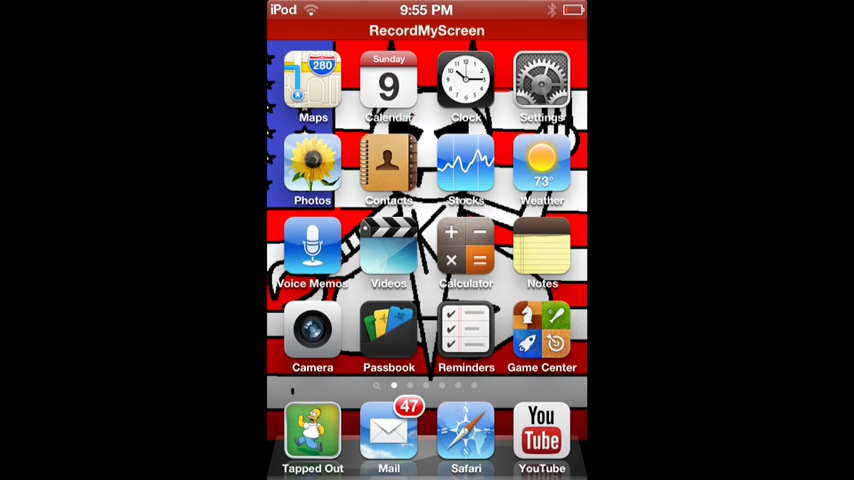 iPod 9:55 PM
RecordMyScreen
280
Sunday
9
Maps Calendar Clock Settings
73°
Photos Contacts Stocks Weather
Voice Memos Videos Calculator Notes
Camera Passbook Reminders Game Center
47
You
Tube
Tapped Out Mail Safari YouTube